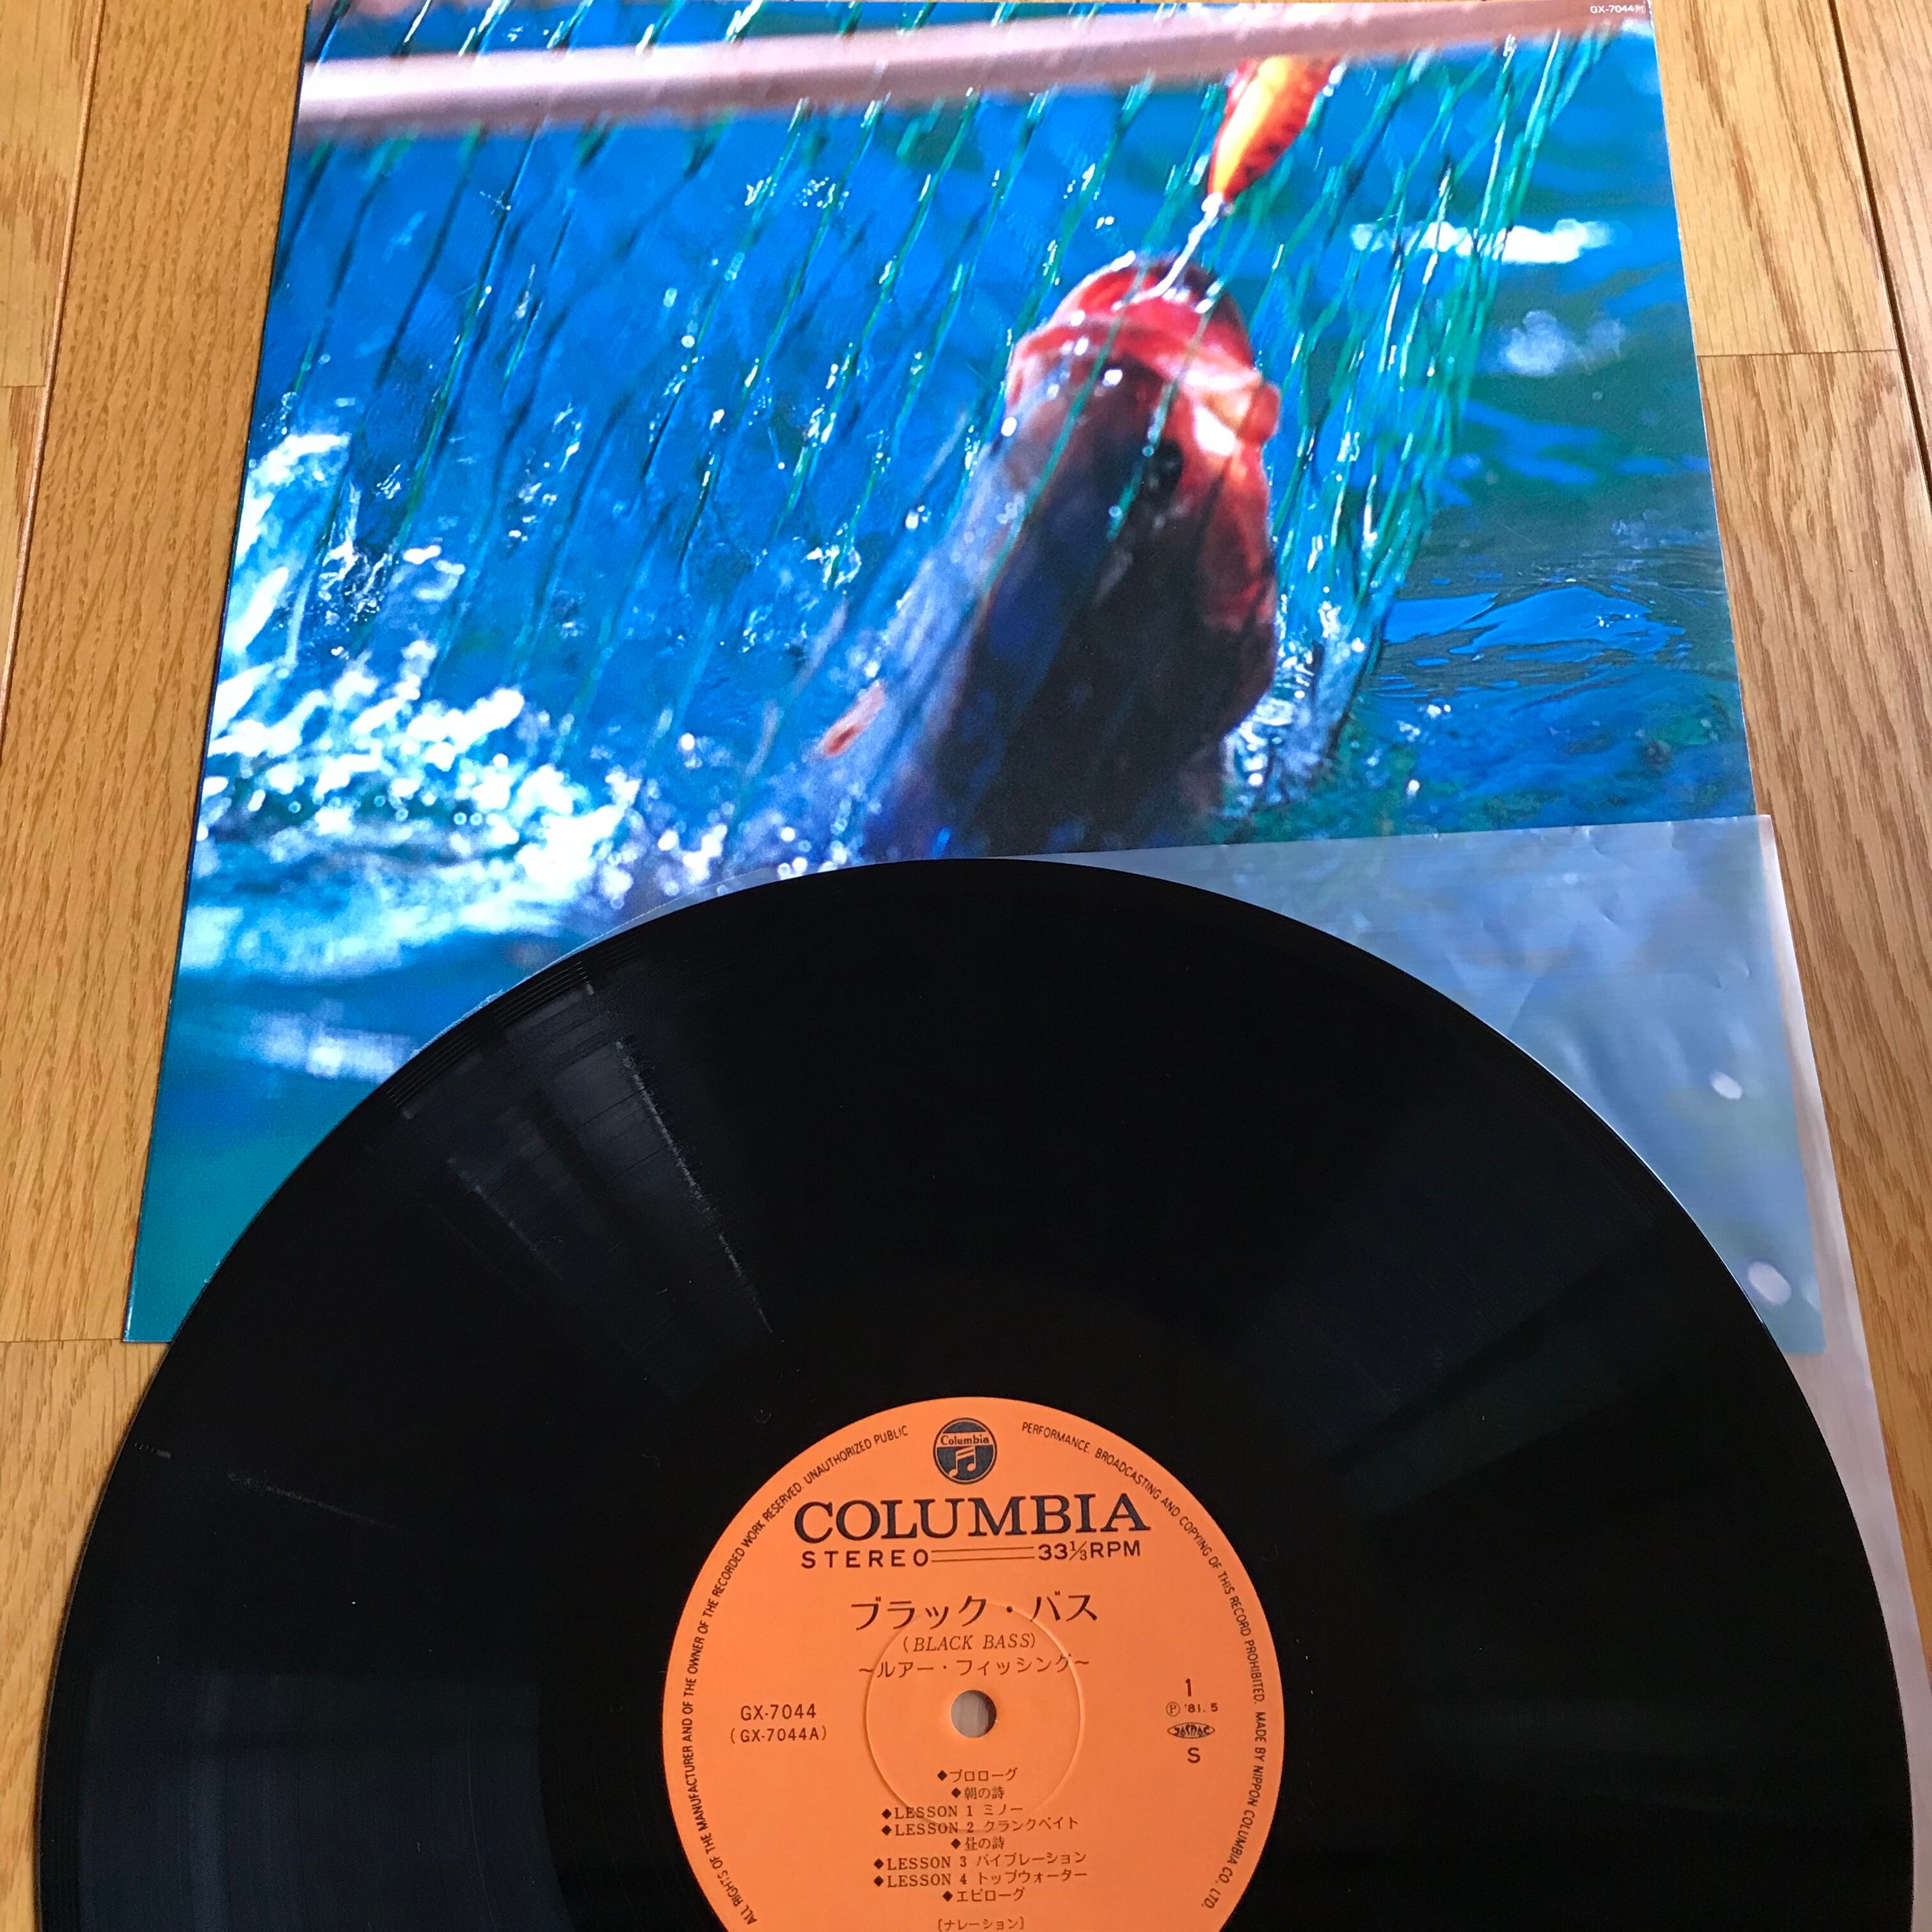 GX-7044
Columbia
COLUMBIA
STEREO 33⅓RPM
ブラック・バス
(BLACK BASS)
~ルアー・フィッシング~
GX-7044
(GX-7044A)
1
Ⓟ '81.5
JASRAC
S
◆プロローグ
◆朝の詩
◆LESSON 1 ミノー
◆LESSON 2 クランクベイト
◆昼の詩
◆LESSON 3 バイブレーション
◆LESSON 4 トップウォーター
◆エピローグ
[ナレーション]
ALL RIGHTS OF THE MANUFACTURER AND OF THE OWNER OF THE RECORDED WORK RESERVED. UNAUTHORIZED PUBLIC PERFORMANCE, BROADCASTING AND COPYING OF THIS RECORD PROHIBITED. MADE BY NIPPON COLUMBIA CO., LTD.